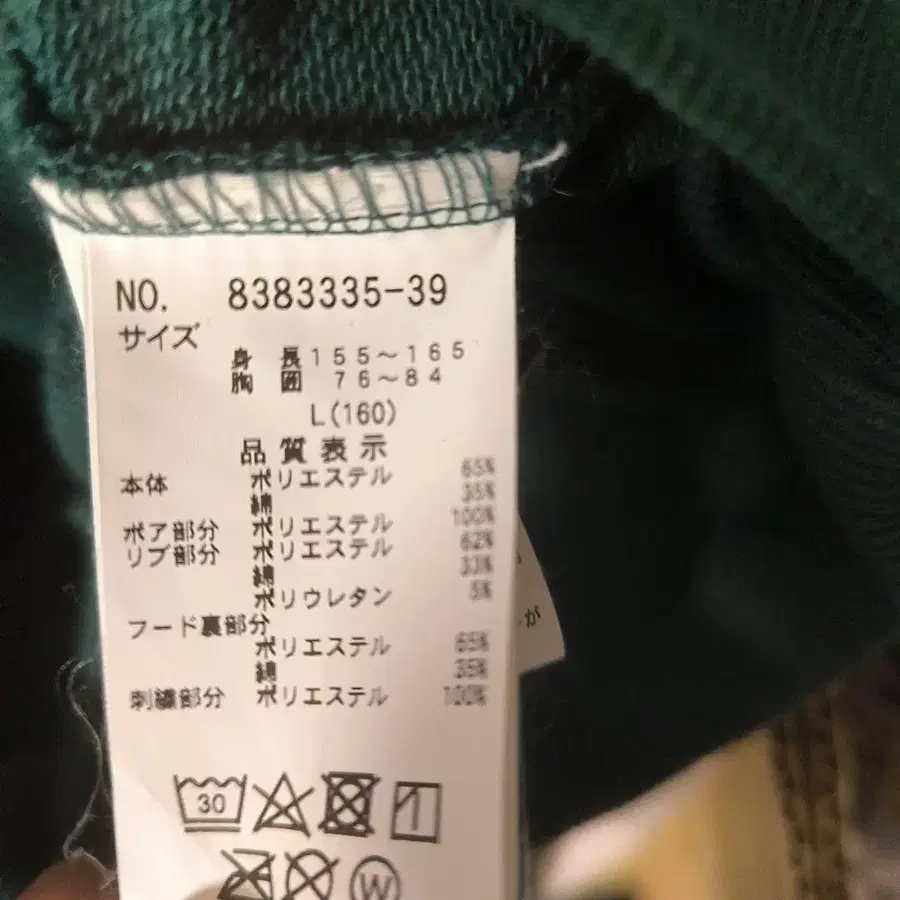 NO. 8383335-39
サイズ
身 長 155～165
胸 囲 76～84
L(160)
品質表示
本体 ポリエステル 65%
綿 35%
ボア部分 ポリエステル 100%
リブ部分 ポリエステル 62%
綿 33%
ポリウレタン 5%
フード裏部分
ポリエステル 65%
綿 35%
刺繍部分 ポリエステル 100%
30
W
が